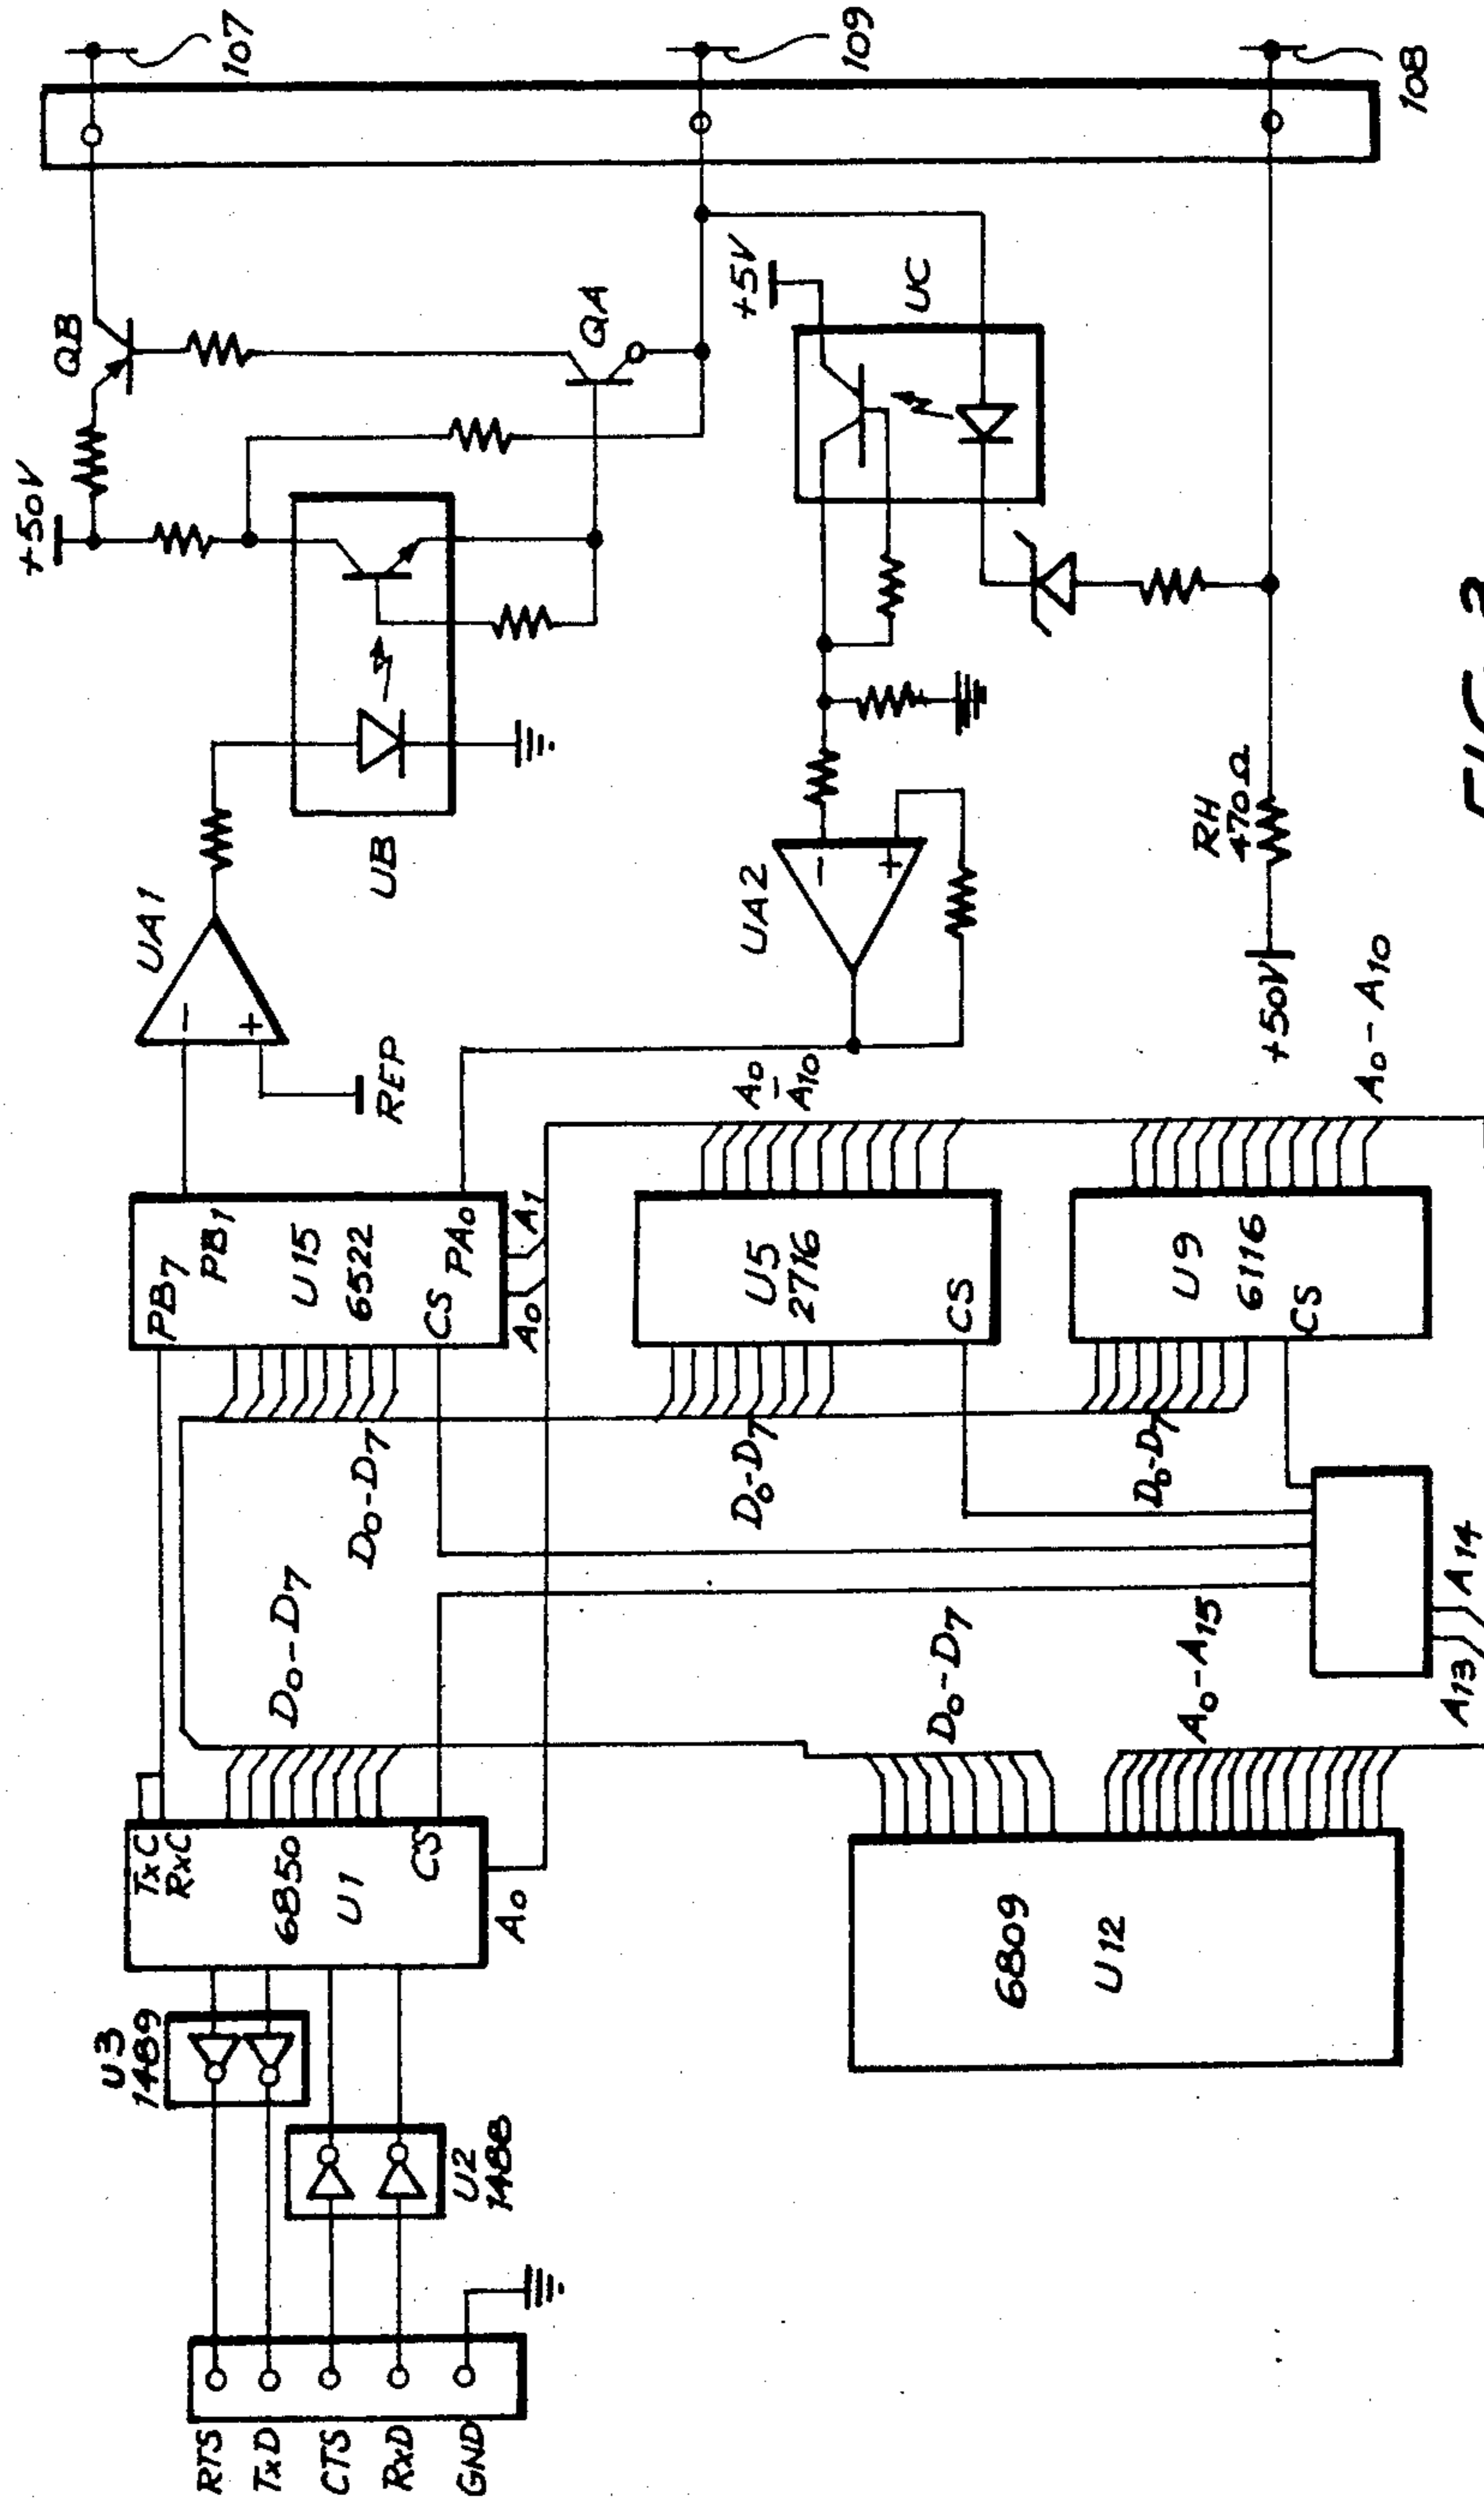 RTS
TxD
CTS
RxD
GND
U3
1489
U2
1488
TxC
RxC
6850
U1
CS
A0
D0-D7
D0-D7
PB7
PB1
U15
6522
CS
PA0
A0
A1
6809
U12
D0-D7
A0-A15
D0-D7
U5
2716
CS
A0-A10
D0-D7
U9
6116
CS
A0-A10
A13
A14
UA1
-
+
REP
UB
+50V
QB
QA
UA2
-
+
+5V
UC
+50V
RH
470Ω
107
109
108